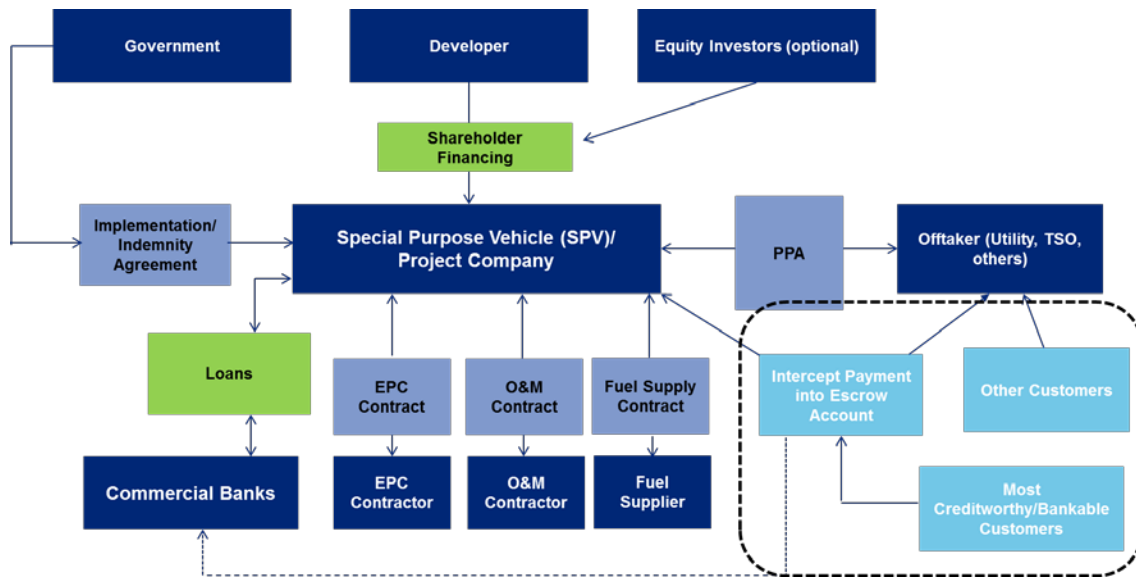 Government
Developer
Equity Investors (optional)
Shareholder
Financing
Implementation/
Indemnity
Agreement
Special Purpose Vehicle (SPV)/
Project Company
PPA
Offtaker (Utility, TSO,
others)
Loans
EPC
Contract
O&M
Contract
Fuel Supply
Contract
Intercept Payment
into Escrow
Account
Other Customers
Commercial Banks
EPC
Contractor
O&M
Contractor
Fuel
Supplier
Most
Creditworthy/Bankable
Customers